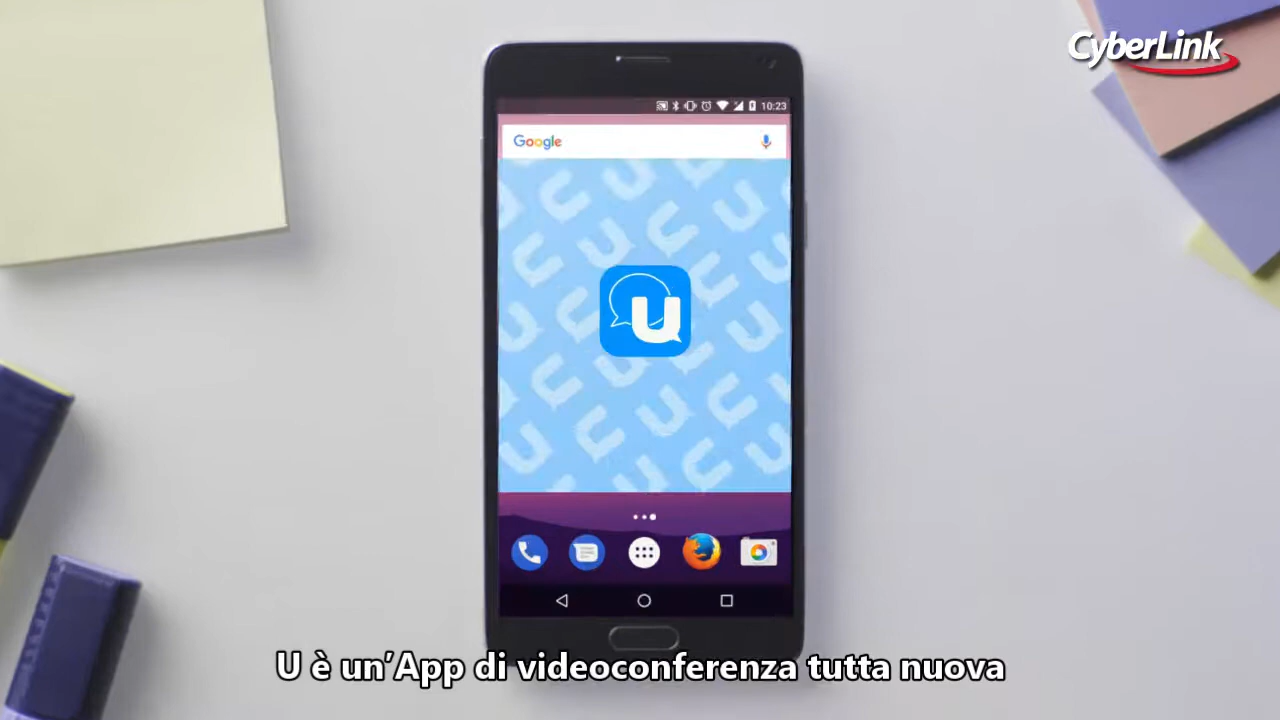 CyberLink
10:23
Google
U
U è un’App di videoconferenza tutta nuova